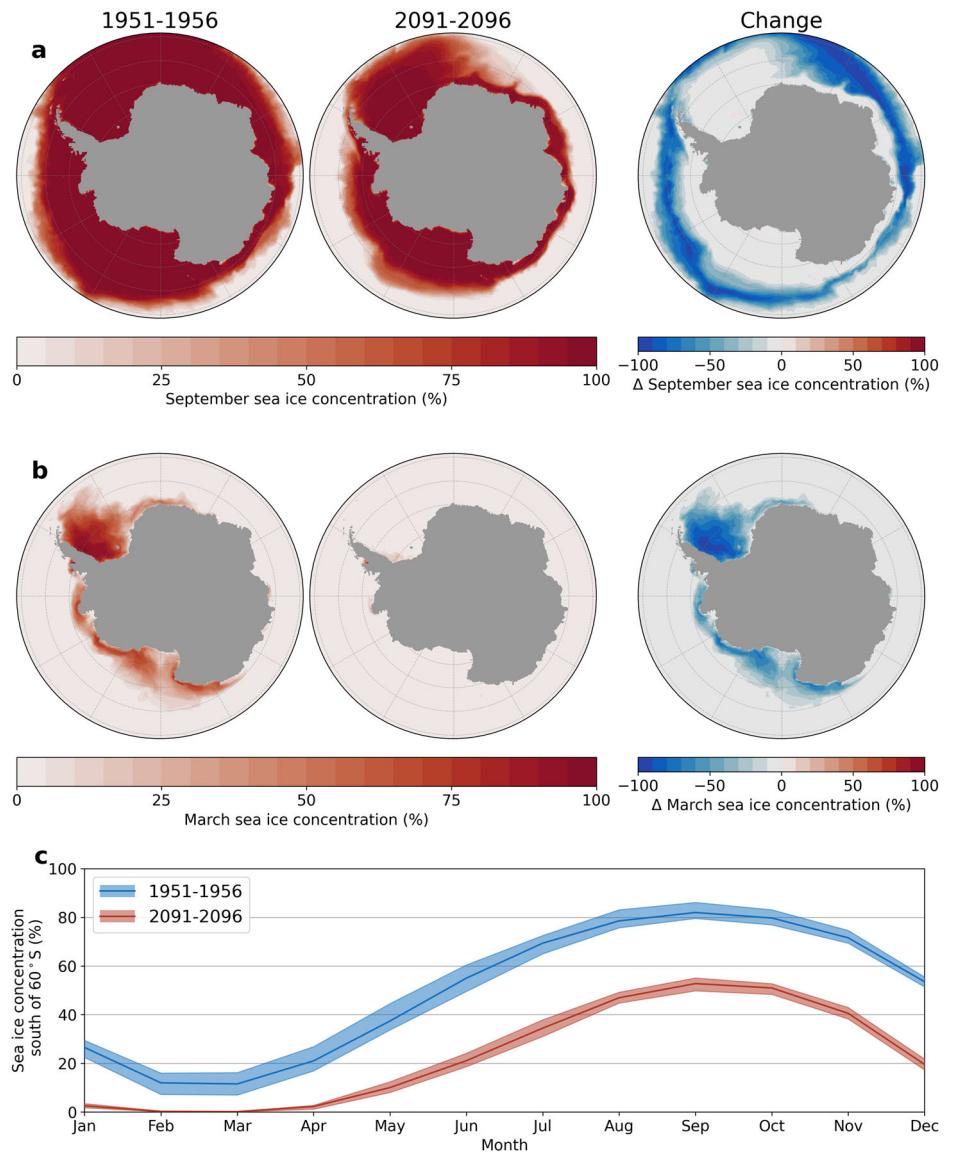 1951-1956
2091-2096
Change
a
0 25 50 75 100
September sea ice concentration (%)
−100 −50 0 50 100
Δ September sea ice concentration (%)
b
0 25 50 75 100
March sea ice concentration (%)
−100 −50 0 50 100
Δ March sea ice concentration (%)
c
Sea ice concentration
south of 60°S (%)
100
80
60
40
20
0
1951-1956
2091-2096
Jan Feb Mar Apr May Jun Jul Aug Sep Oct Nov Dec
Month